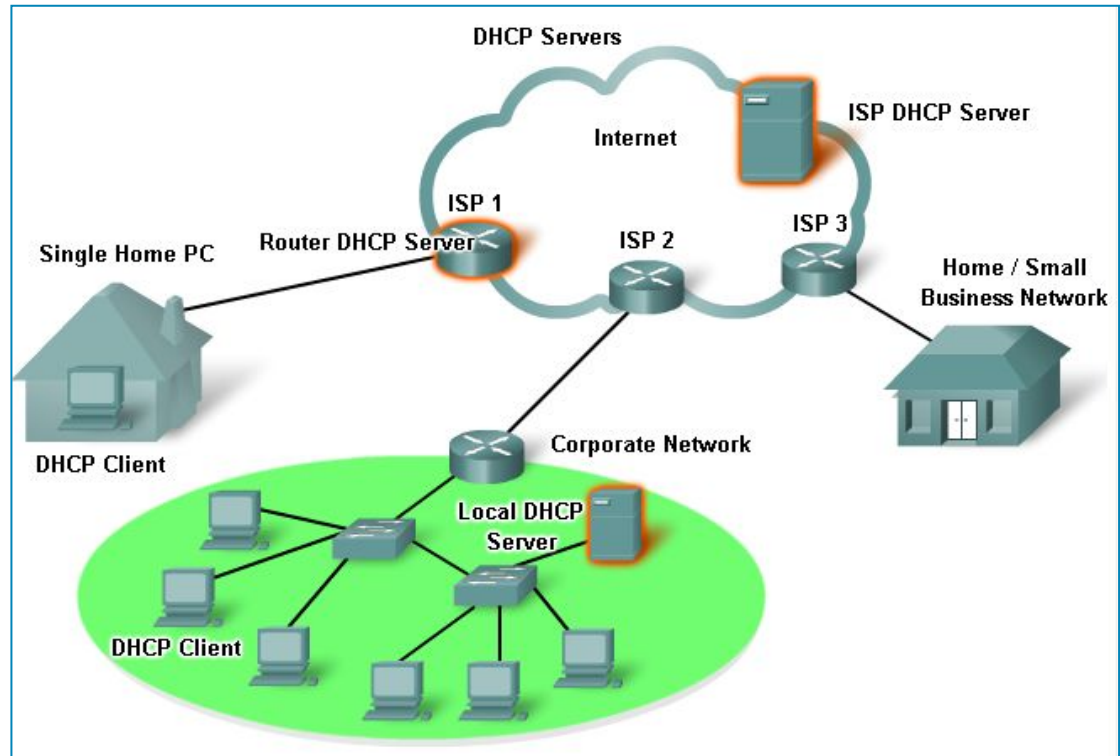 DHCP Servers
ISP DHCP Server
Internet
ISP 1
ISP 3
Router DHCP Server
ISP 2
Single Home PC
Home / Small
Business Network
DHCP Client
Corporate Network
Local DHCP
Server
DHCP Client